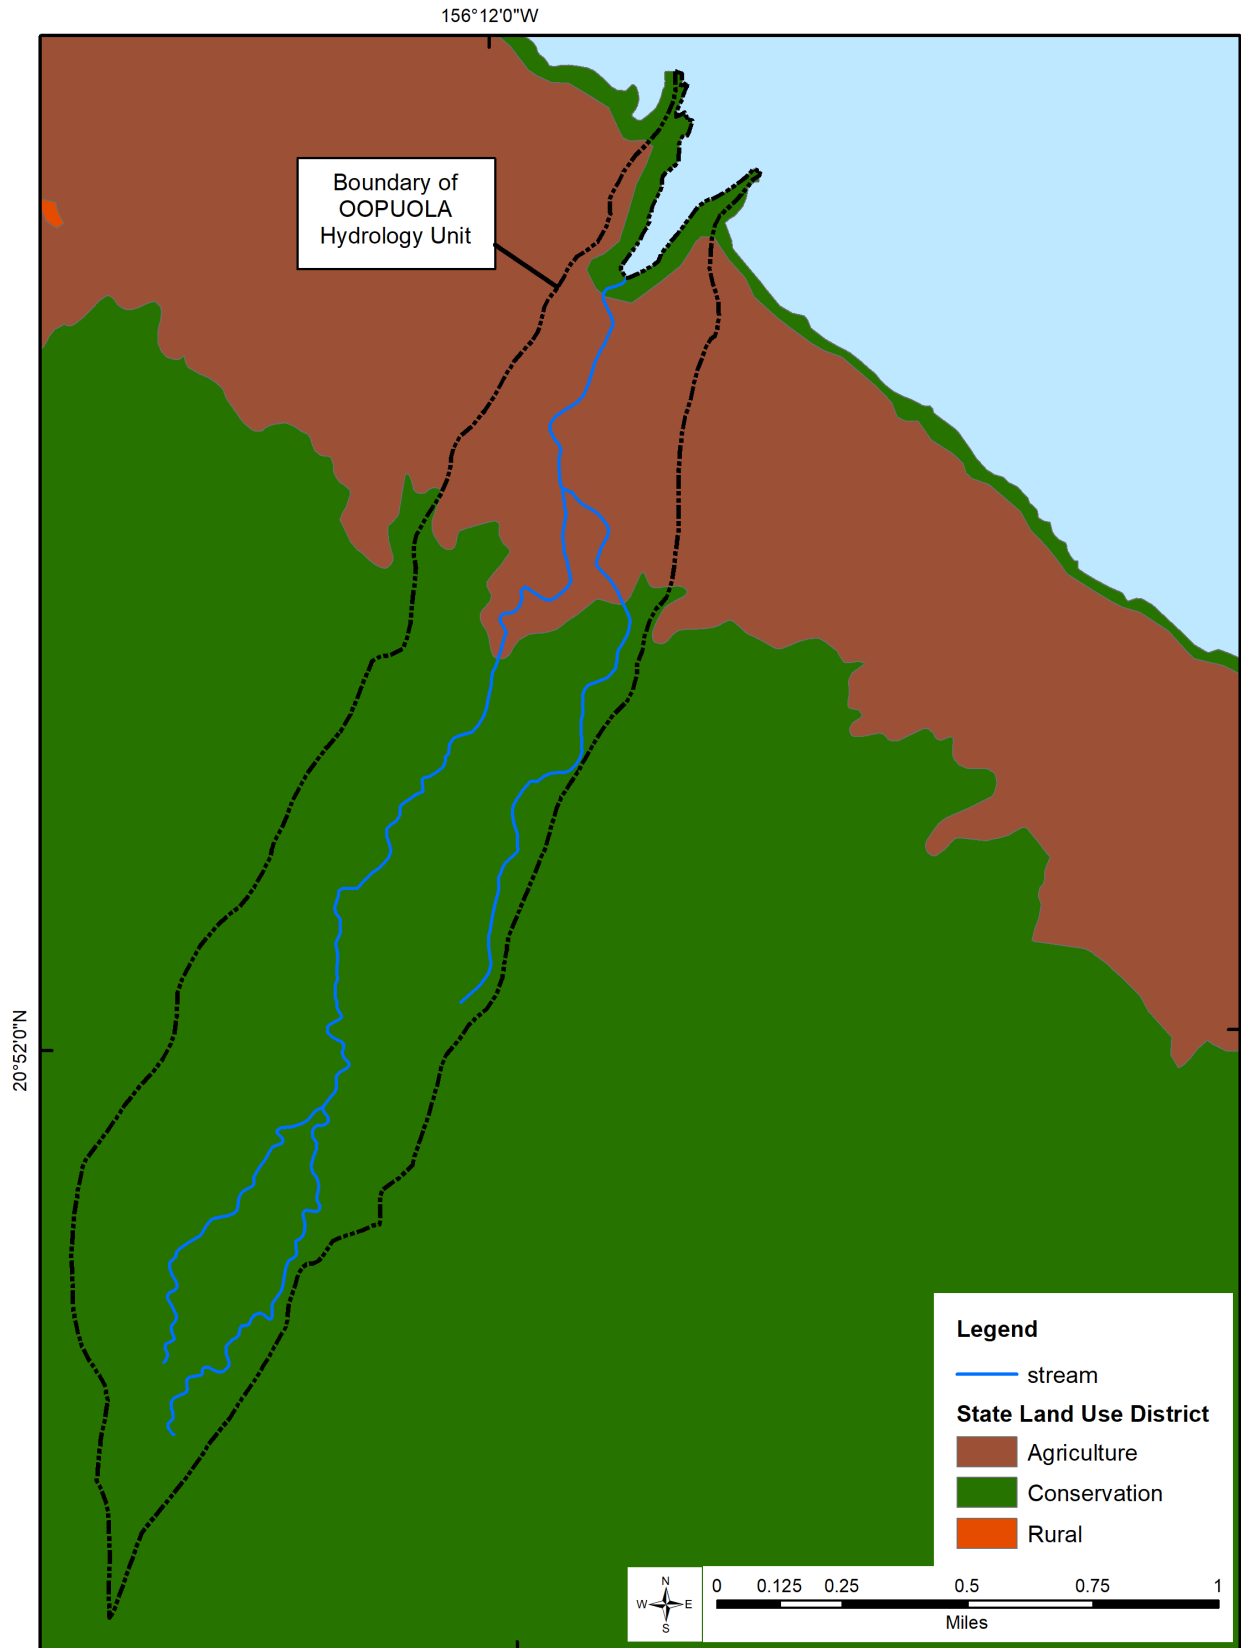 156°12'0"W
Boundary of
OOPUOLA
Hydrology Unit
20°52'0"N
Legend
stream
State Land Use District
Agriculture
Conservation
Rural
N
W E
S
0 0.125 0.25 0.5 0.75 1
Miles